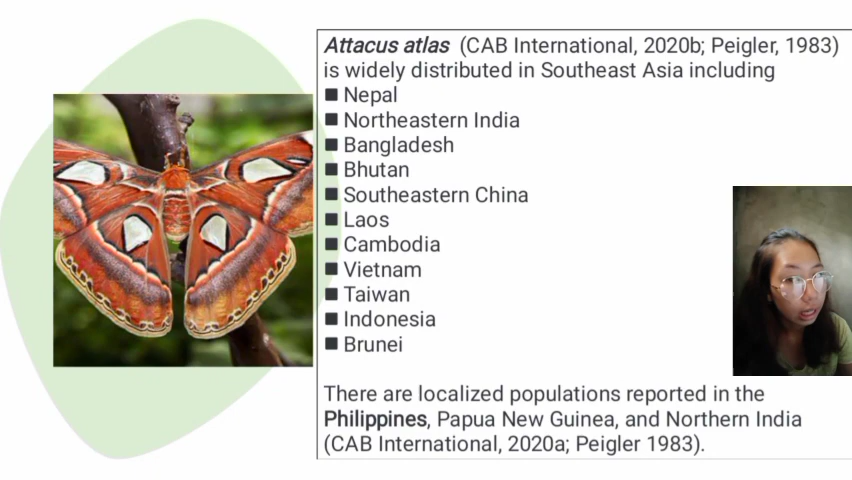 Attacus atlas (CAB International, 2020b; Peigler, 1983)
is widely distributed in Southeast Asia including
■ Nepal
■ Northeastern India
■ Bangladesh
■ Bhutan
■ Southeastern China
■ Laos
■ Cambodia
■ Vietnam
■ Taiwan
■ Indonesia
■ Brunei
There are localized populations reported in the
Philippines, Papua New Guinea, and Northern India
(CAB International, 2020a; Peigler 1983).